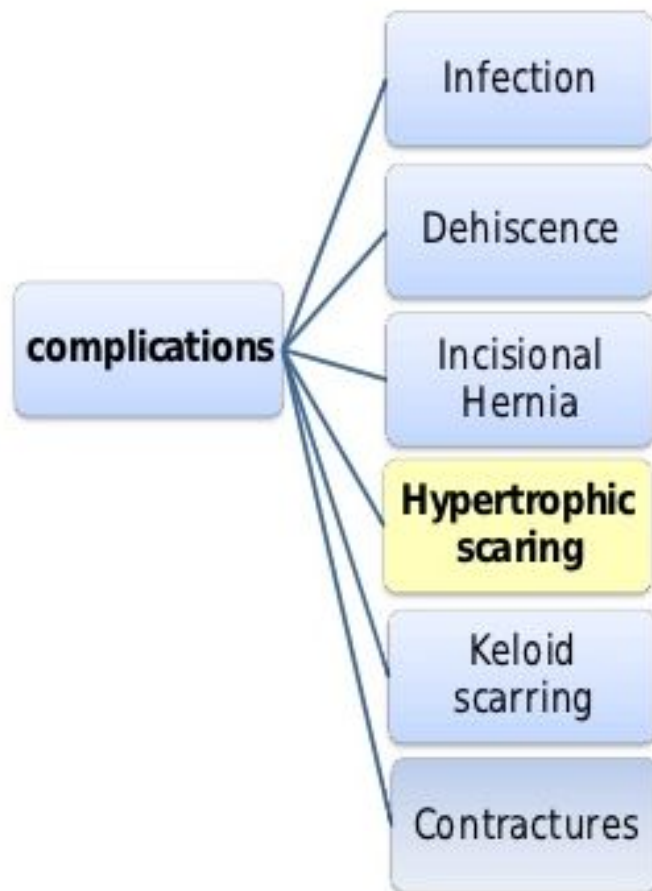 complications
Infection
Dehiscence
Incisional
Hernia
Hypertrophic
scaring
Keloid
scarring
Contractures